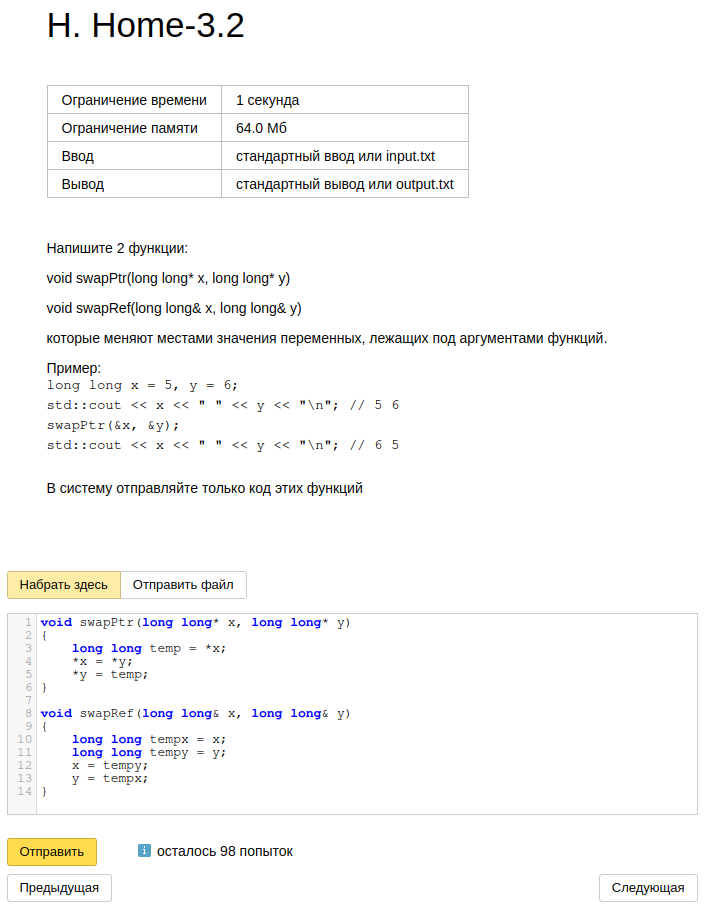 H. Home-3.2
Ограничение времени 1 секунда
Ограничение памяти 64.0 Мб
Ввод стандартный ввод или input.txt
Вывод стандартный вывод или output.txt
Напишите 2 функции:
void swapPtr(long long* x, long long* y)
void swapRef(long long& x, long long& y)
которые меняют местами значения переменных, лежащих под аргументами функций.
Пример:
long long x = 5, y = 6;
std::cout << x << " " << y << "\n"; // 5 6
swapPtr(&x, &y);
std::cout << x << " " << y << "\n"; // 6 5
В систему отправляйте только код этих функций
Набрать здесь Отправить файл
1 void swapPtr(long long* x, long long* y)
2 {
3     long long temp = *x;
4     *x = *y;
5     *y = temp;
6 }
7
8 void swapRef(long long& x, long long& y)
9 {
10     long long tempx = x;
11     long long tempy = y;
12     x = tempy;
13     y = tempx;
14 }
Отправить i осталось 98 попыток
Предыдущая Следующая